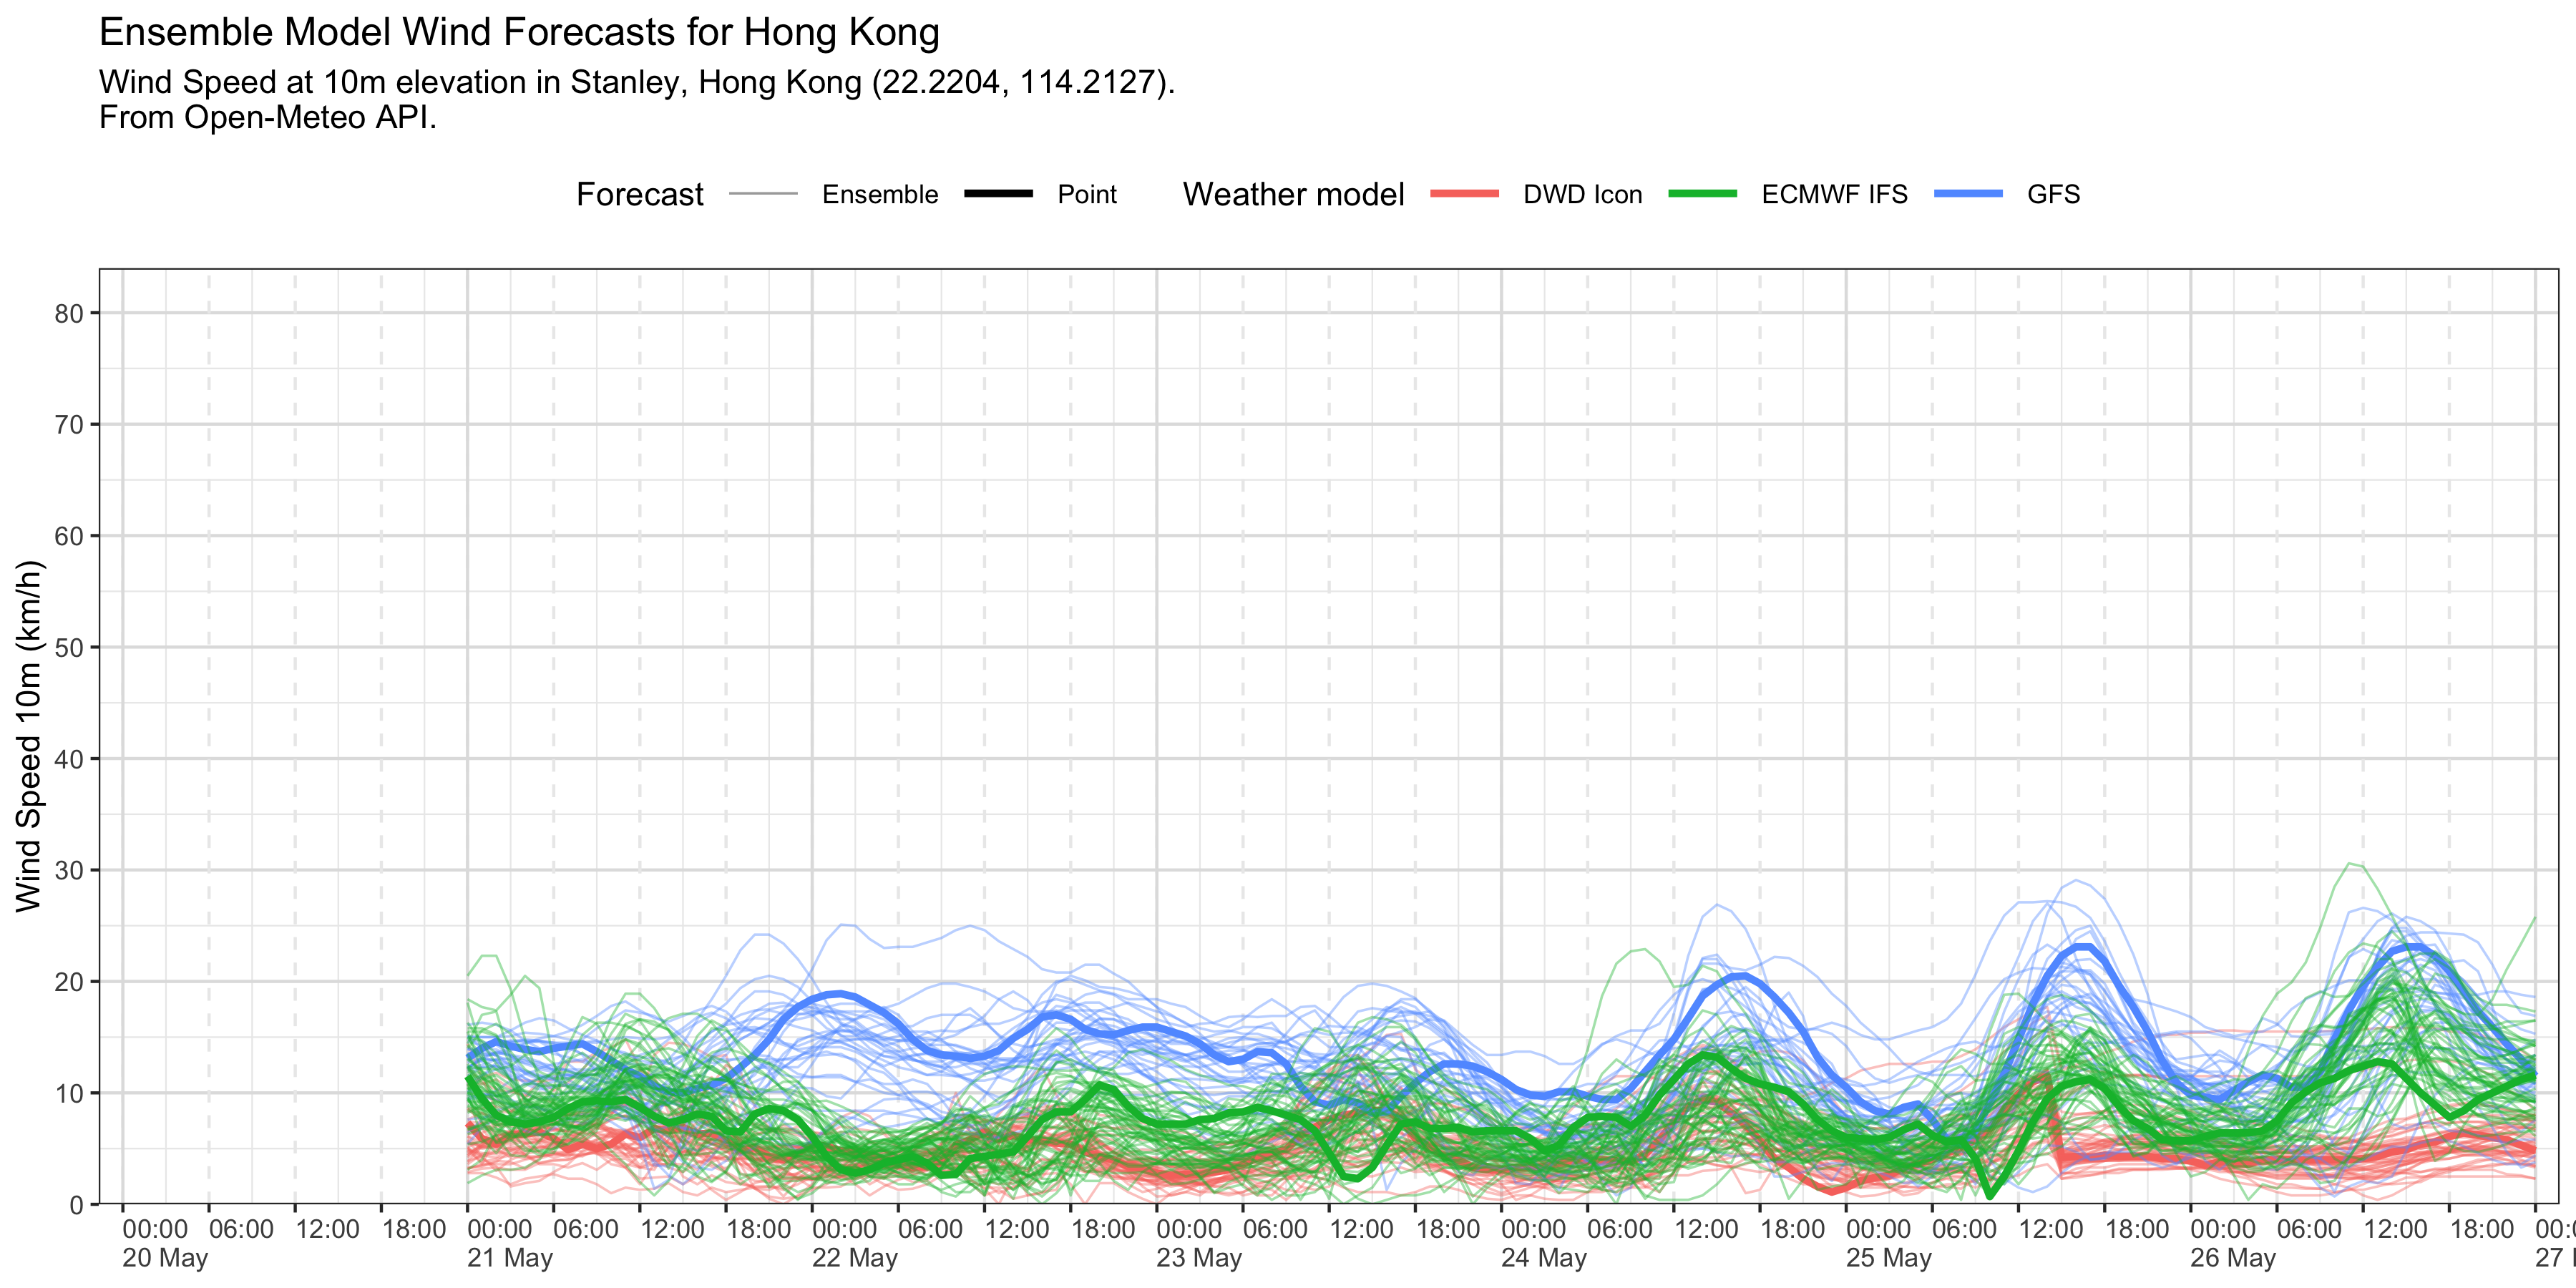 Ensemble Model Wind Forecasts for Hong Kong
Wind Speed at 10m elevation in Stanley, Hong Kong (22.2204, 114.2127).
From Open-Meteo API.
Forecast Ensemble Point Weather model DWD Icon ECMWF IFS GFS
80
70
60
50
40
30
20
10
0
Wind Speed 10m (km/h)
00:00 06:00 12:00 18:00 00:00 06:00 12:00 18:00 00:00 06:00 12:00 18:00 00:00 06:00 12:00 18:00 00:00 06:00 12:00 18:00 00:00 06:00 12:00 18:00 00:00 06:00 12:00 18:00
20 May 21 May 22 May 23 May 24 May 25 May 26 May 27